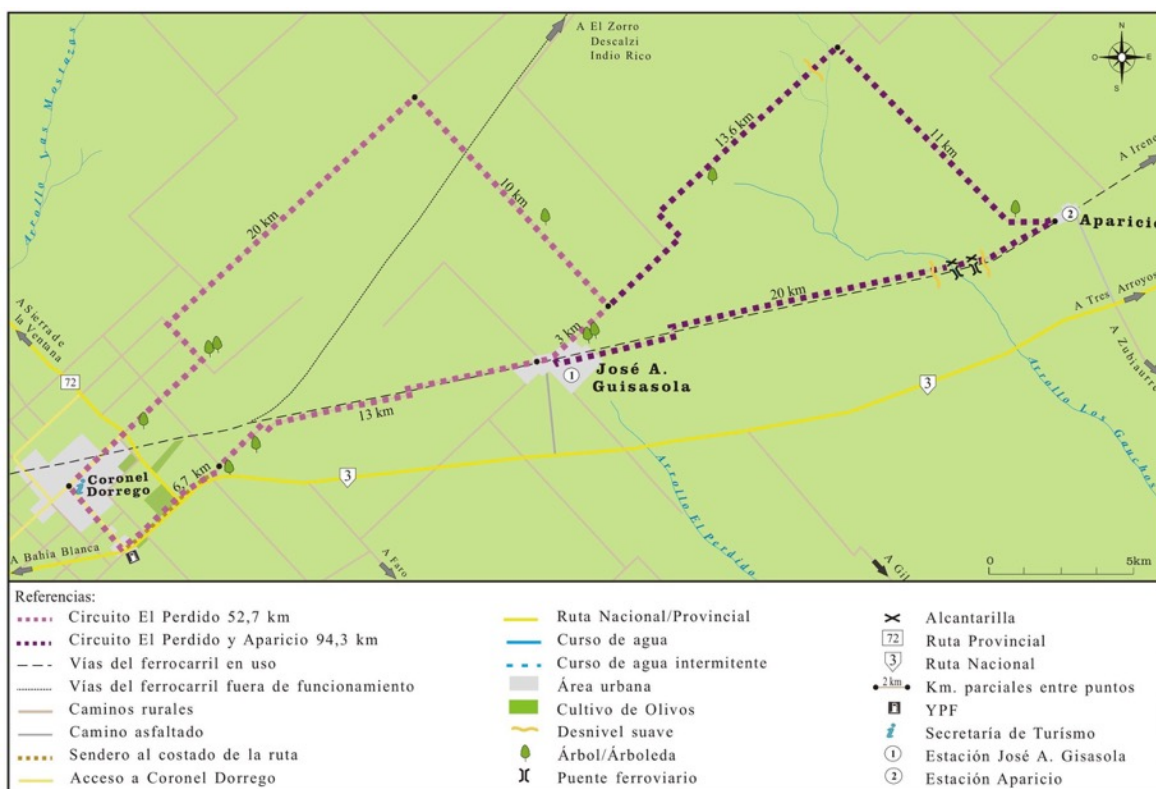 A El Zorro
Descalzi
Indio Rico
N
O
E
S
Arrollo Las Mostazas
20 km
10 km
13,6 km
11 km
A Irene
2
Aparicio
20 km
3 km
A Tres Arroyos
A Sierra de
la Ventana
72
1
José A.
Guisasola
13 km
3
A Zubiaurre
Arrollo Los Gauchos
Coronel
Dorrego
6,7 km
3
Arrollo El Perdido
A Bahía Blanca
A Faro
A Gil
0
5km
Referencias:
Circuito El Perdido 52,7 km
Circuito El Perdido y Aparicio 94,3 km
Vías del ferrocarril en uso
Vías del ferrocarril fuera de funcionamiento
Caminos rurales
Camino asfaltado
Sendero al costado de la ruta
Acceso a Coronel Dorrego
Ruta Nacional/Provincial
Curso de agua
Curso de agua intermitente
Área urbana
Cultivo de Olivos
Desnivel suave
Árbol/Árboleda
Puente ferroviario
Alcantarilla
72 Ruta Provincial
3 Ruta Nacional
2 km Km. parciales entre puntos
YPF
i Secretaría de Turismo
1 Estación José A. Gisasola
2 Estación Aparicio